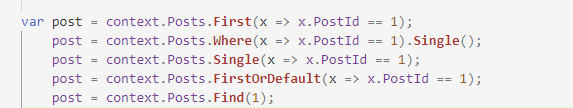 var post = context.Posts.First(x => x.PostId == 1);
post = context.Posts.Where(x => x.PostId == 1).Single();
post = context.Posts.Single(x => x.PostId == 1);
post = context.Posts.FirstOrDefault(x => x.PostId == 1);
post = context.Posts.Find(1);